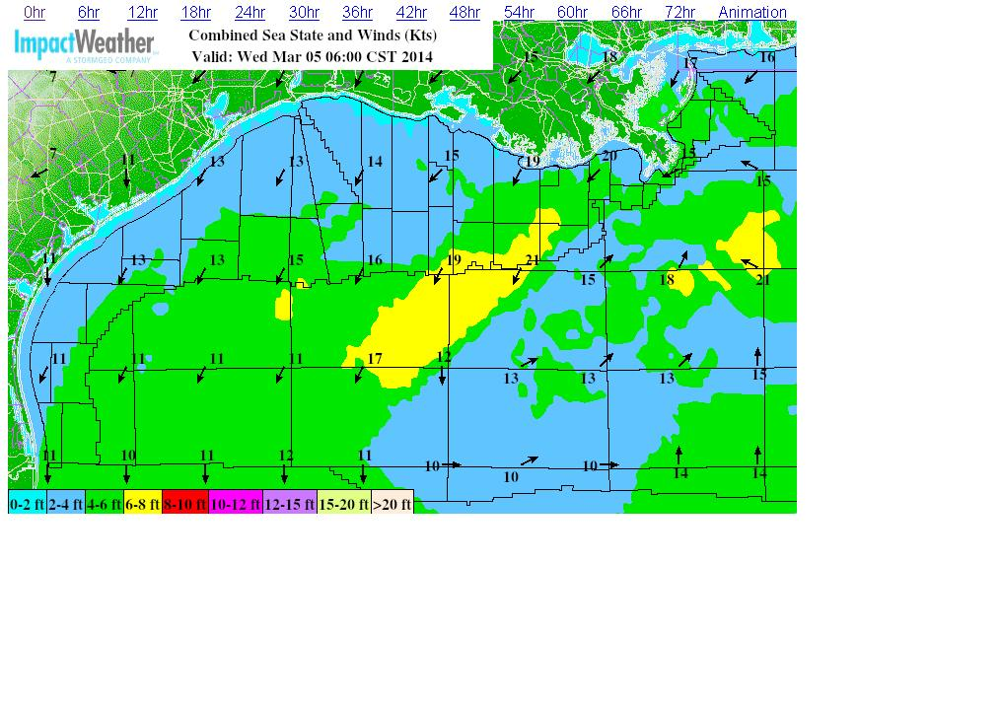 0hr 6hr 12hr 18hr 24hr 30hr 36hr 42hr 48hr 54hr 60hr 66hr 72hr Animation
ImpactWeather
A STORMGEO COMPANY
Combined Sea State and Winds (Kts)
Valid: Wed Mar 05 06:00 CST 2014
7 15 18 17 16
7 11 13 13 14 15 19 20 15 15
11 13 13 15 16 19 21 15 18 21
11 11 11 11 17 12 13 13 13 15
11 10 11 12 11 10 10 10 14 14
0-2 ft 2-4 ft 4-6 ft 6-8 ft 8-10 ft 10-12 ft 12-15 ft 15-20 ft >20 ft